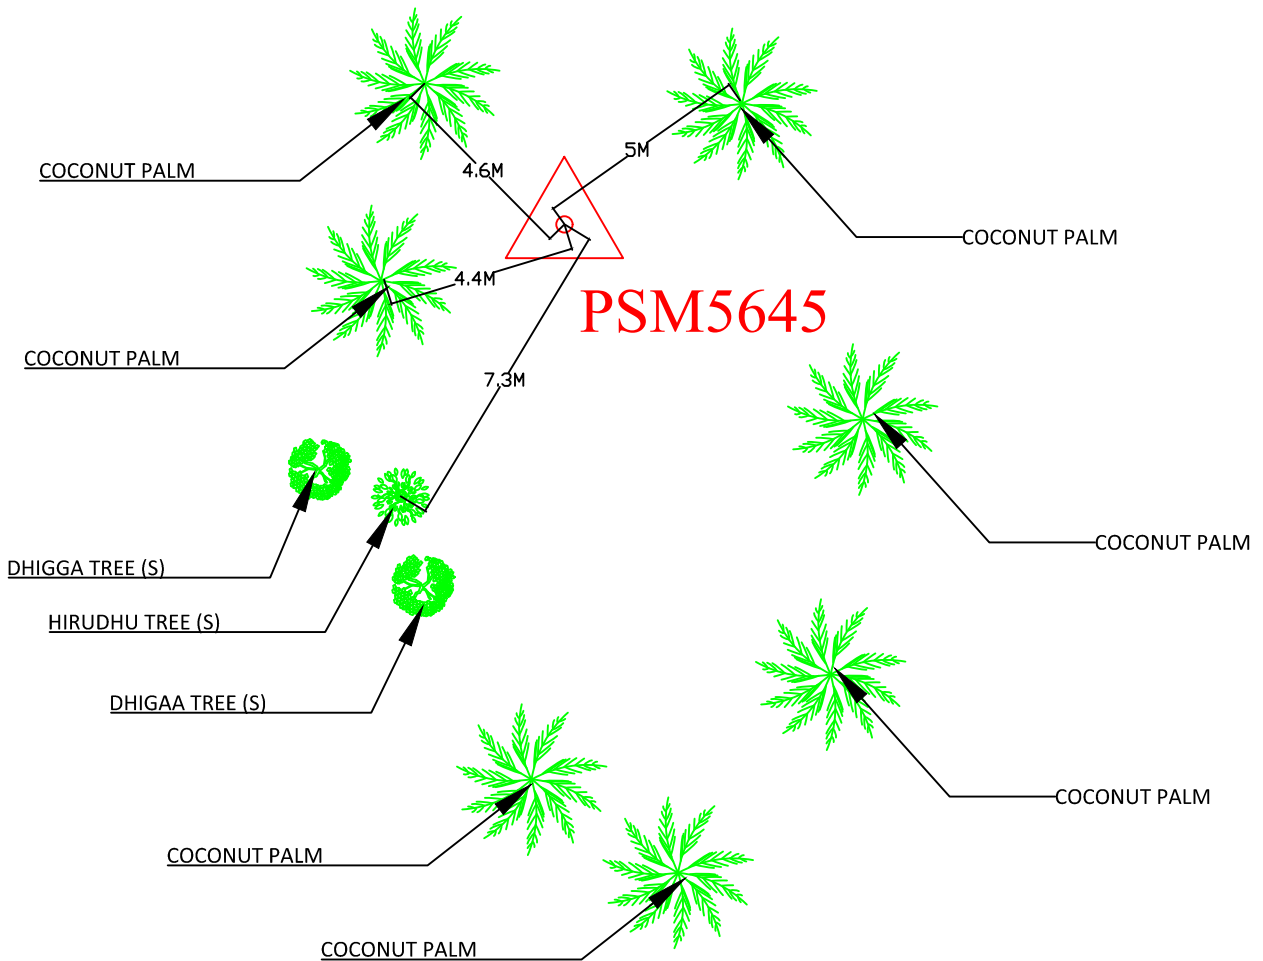 5M
COCONUT PALM
4.6M
COCONUT PALM
4.4M
PSM5645
COCONUT PALM
7.3M
COCONUT PALM
DHIGGA TREE (S)
HIRUDHU TREE (S)
DHIGAA TREE (S)
COCONUT PALM
COCONUT PALM
COCONUT PALM